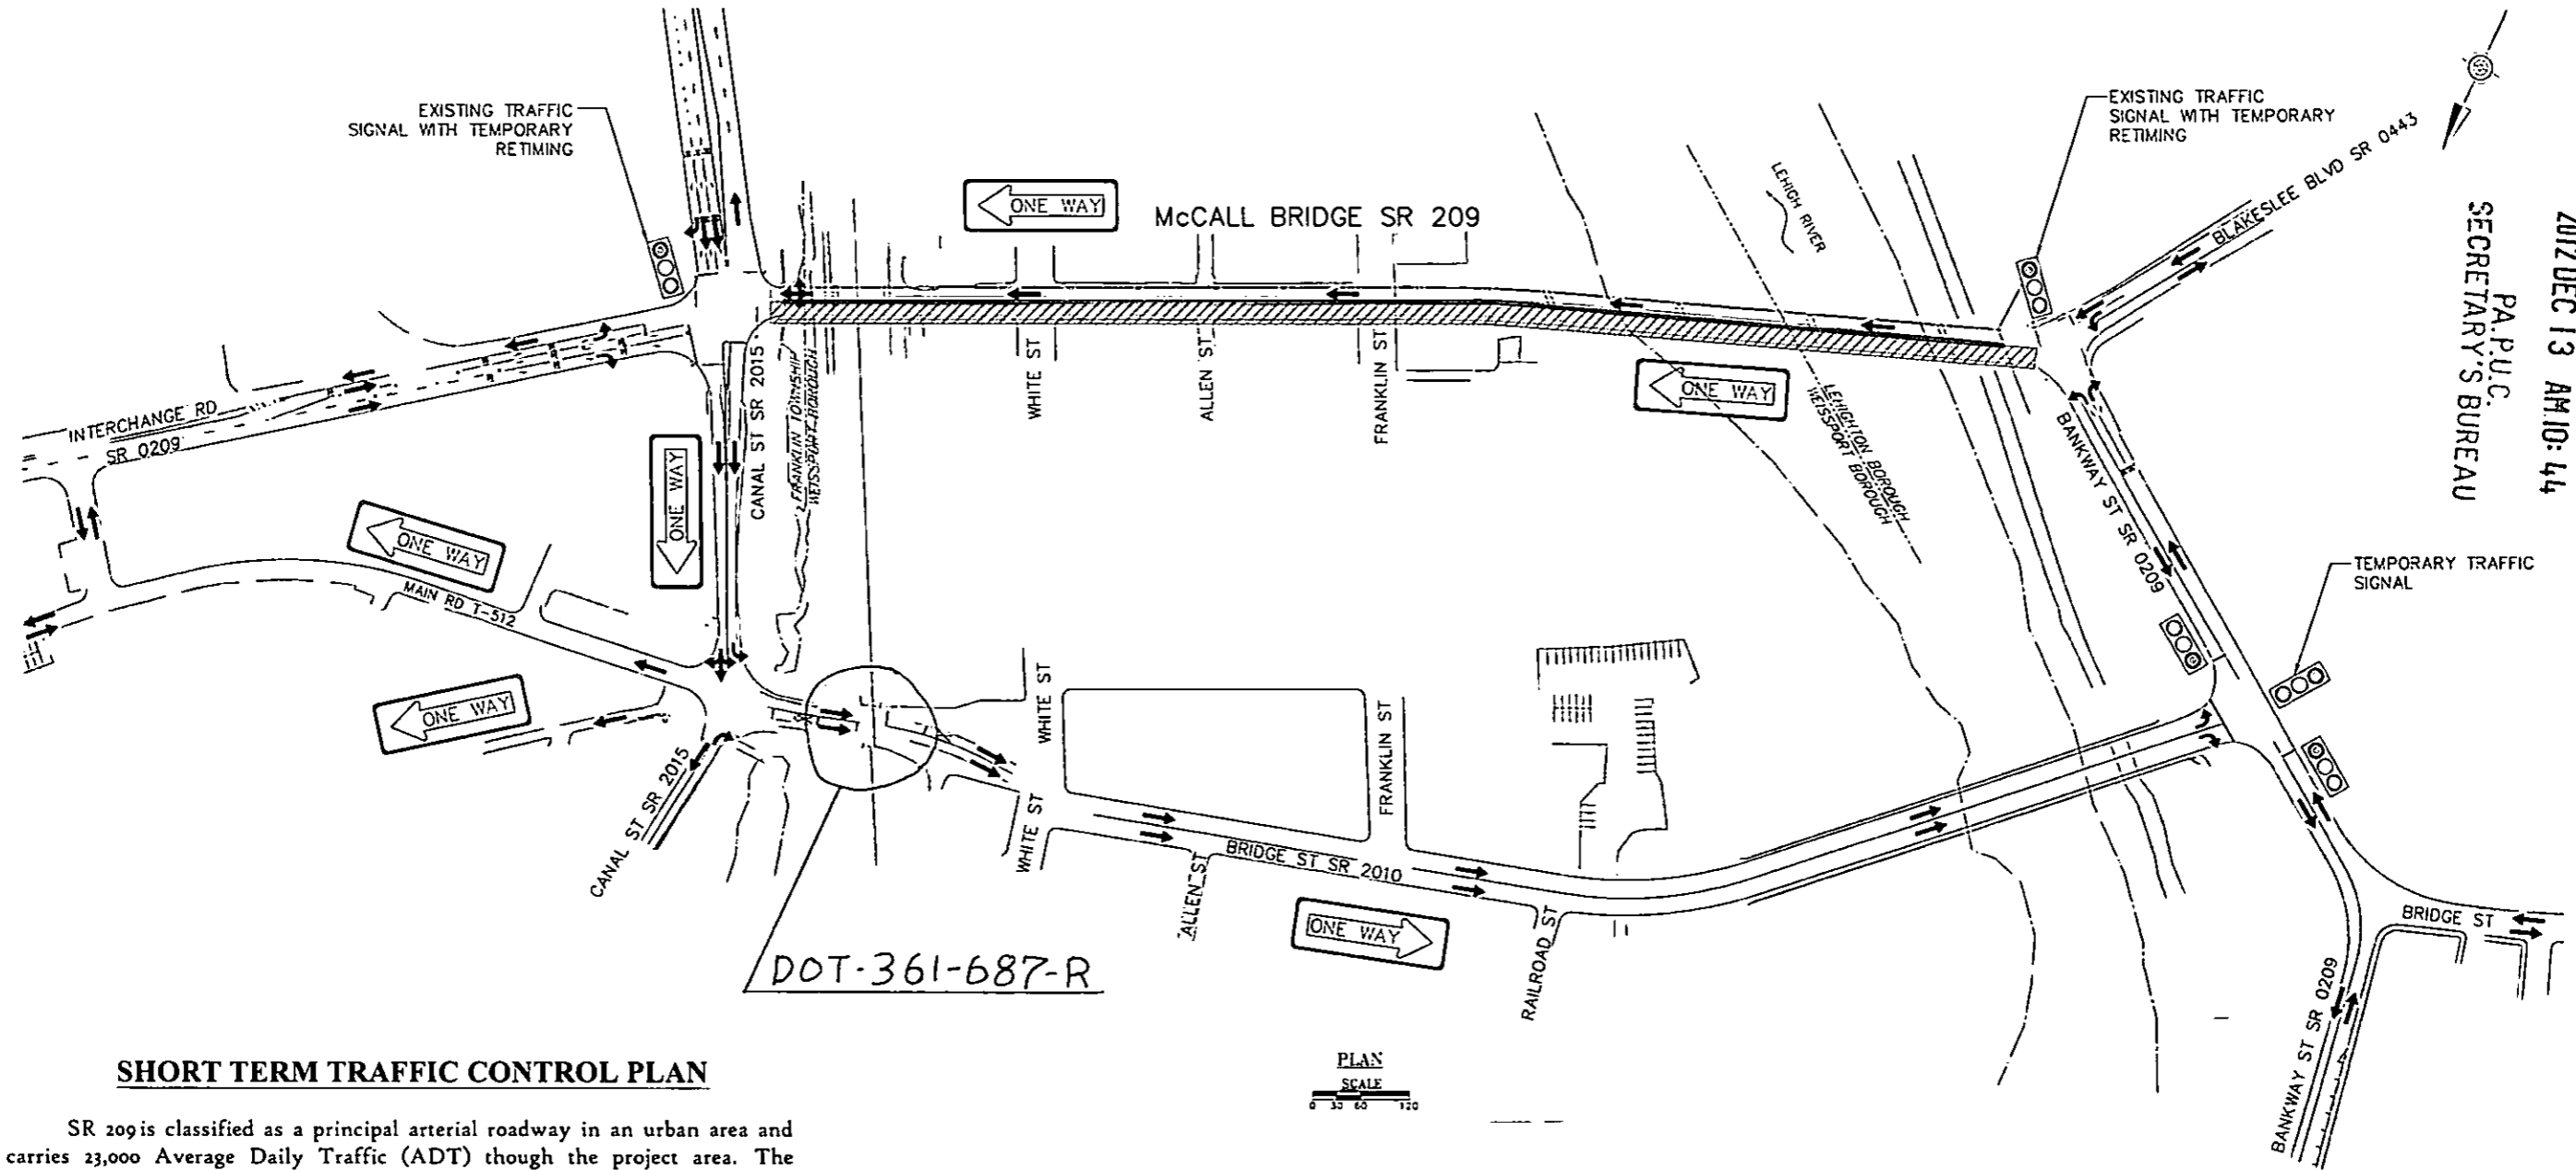 EXISTING TRAFFIC
SIGNAL WITH TEMPORARY
RETIMING
ONE WAY
McCALL BRIDGE SR 209
LEHIGH RIVER
EXISTING TRAFFIC
SIGNAL WITH TEMPORARY
RETIMING
BLAKESLEE BLVD SR 0443
2012 DEC 13 AM 10:44
PA.P.U.C.
SECRETARY'S BUREAU
INTERCHANGE RD
SR 0209
CANAL ST SR 2015
FRANKLIN TOWNSHIP
WEISSPORT BOROUGH
WHITE ST
ALLEN ST
FRANKLIN ST
ONE WAY
LEHIGHTON BOROUGH
WEISSPORT BOROUGH
BANKWAY ST SR 0209
ONE WAY
ONE WAY
MAIN RD T-512
TEMPORARY TRAFFIC
SIGNAL
ONE WAY
CANAL ST SR 2015
WHITE ST
WHITE ST
FRANKLIN ST
ALLEN ST
BRIDGE ST SR 2010
ONE WAY
RAILROAD ST
BRIDGE ST
BANKWAY ST SR 0209
DOT-361-687-R
PLAN
SCALE
0 30 60 120
SHORT TERM TRAFFIC CONTROL PLAN
SR 209 is classified as a principal arterial roadway in an urban area and
carries 23,000 Average Daily Traffic (ADT) though the project area. The